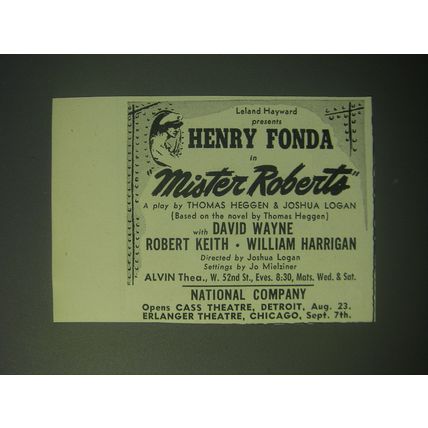 Leland Hayward
presents
HENRY FONDA
in
"Mister Roberts"
A play by THOMAS HEGGEN & JOSHUA LOGAN
(Based on the novel by Thomas Heggen)
with DAVID WAYNE
ROBERT KEITH • WILLIAM HARRIGAN
Directed by Joshua Logan
Settings by Jo Mielziner
ALVIN Thea., W. 52nd St., Eves. 8:30, Mats. Wed. & Sat.
NATIONAL COMPANY
Opens CASS THEATRE, DETROIT, Aug. 23.
ERLANGER THEATRE, CHICAGO, Sept. 7th.